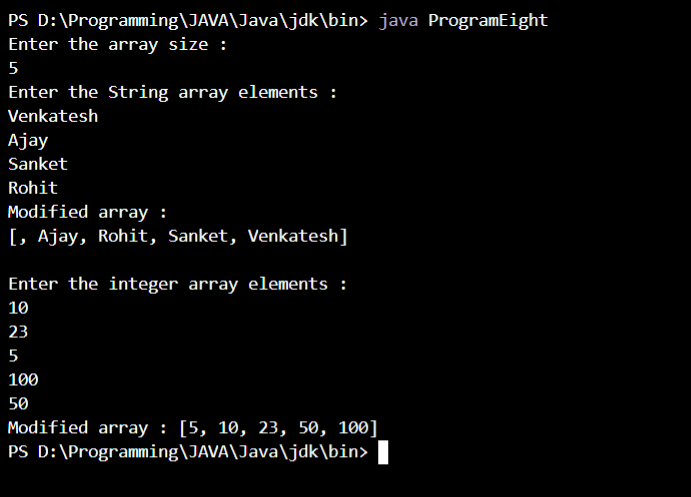 PS D:\Programming\JAVA\Java\jdk\bin> java ProgramEight
Enter the array size :
5
Enter the String array elements :
Venkatesh
Ajay
Sanket
Rohit
Modified array :
[, Ajay, Rohit, Sanket, Venkatesh]
Enter the integer array elements :
10
23
5
100
50
Modified array : [5, 10, 23, 50, 100]
PS D:\Programming\JAVA\Java\jdk\bin>